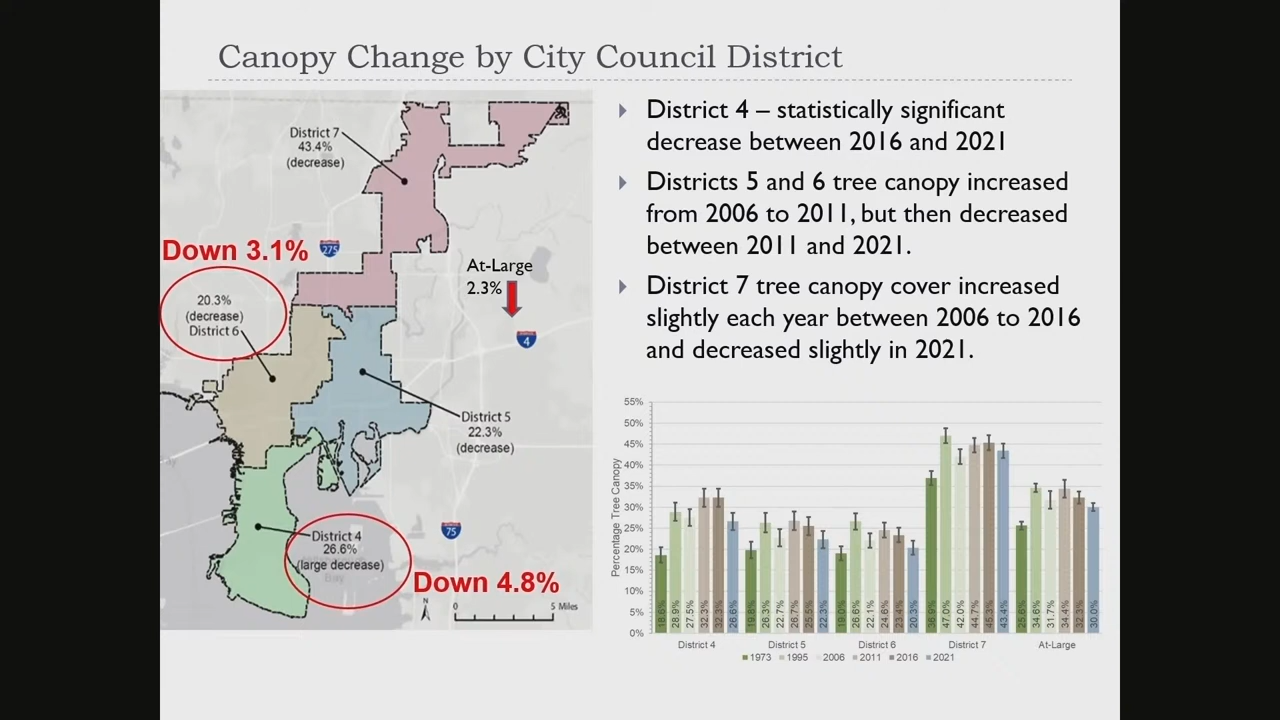 Canopy Change by City Council District
District 7
43.4%
(decrease)
Down 3.1%
275
At-Large
2.3%
20.3%
(decrease)
District 6
4
District 5
22.3%
(decrease)
District 4
26.6%
(large decrease)
Bay
75
Down 4.8%
N
0
5 Miles
District 4 – statistically significant
decrease between 2016 and 2021
Districts 5 and 6 tree canopy increased
from 2006 to 2011, but then decreased
between 2011 and 2021.
District 7 tree canopy cover increased
slightly each year between 2006 to 2016
and decreased slightly in 2021.
Percentage Tree Canopy
55%
50%
45%
40%
35%
30%
25%
20%
15%
10%
5%
0%
18.6% 28.9% 27.5% 32.3% 32.3% 26.6%
19.8% 26.3% 22.7% 26.7% 25.5% 22.3%
19.0% 26.6% 22.1% 24.6% 23.4% 20.3%
36.9% 47.0% 42.0% 44.7% 45.3% 43.4%
25.6% 34.6% 31.7% 34.4% 32.3% 30.0%
District 4 District 5 District 6 District 7 At-Large
1973 1995 2006 2011 2016 2021